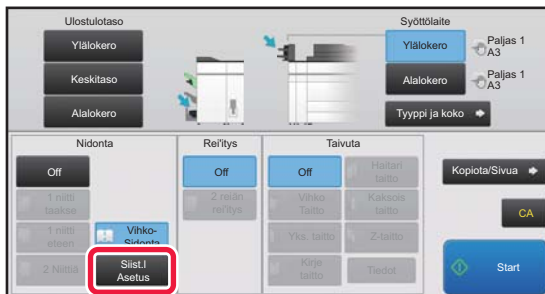 Ulostulotaso
Syöttölaite
Ylälokero
Keskitaso
Alalokero
Ylälokero
Paljas 1
A3
Alalokero
Paljas 1
A3
Tyyppi ja koko
Nidonta
Off
1 niitti
taakse
1 niitti
eteen
Vihko-
Sidonta
2 Niittiä
Siist.l
Asetus
Rei'itys
Off
2 reiän
rei'itys
Taivuta
Off
Haitari
taitto
Vihko
Taitto
Kaksois
taitto
Yks. taitto
Z-taitto
Kirje
taitto
Tiedot
Kopiota/Sivua
CA
Start